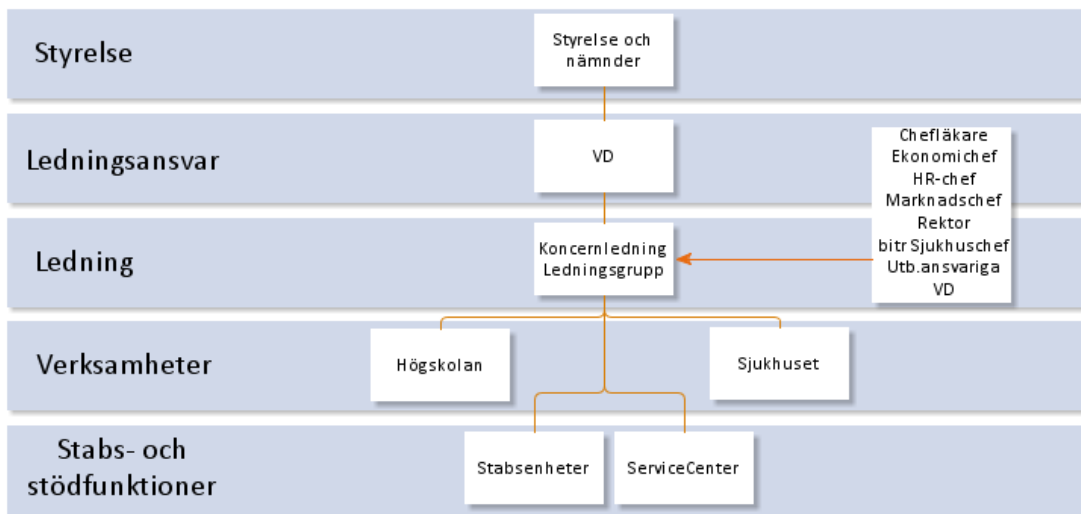 Styrelse
Styrelse och
nämnder
Ledningsansvar
VD
Chefläkare
Ekonomichef
HR-chef
Marknadschef
Rektor
bitr Sjukhuschef
Utb.ansvariga
VD
Ledning
Koncernledning
Ledningsgrupp
Verksamheter
Högskolan
Sjukhuset
Stabs- och
stödfunktioner
Stabsenheter
ServiceCenter